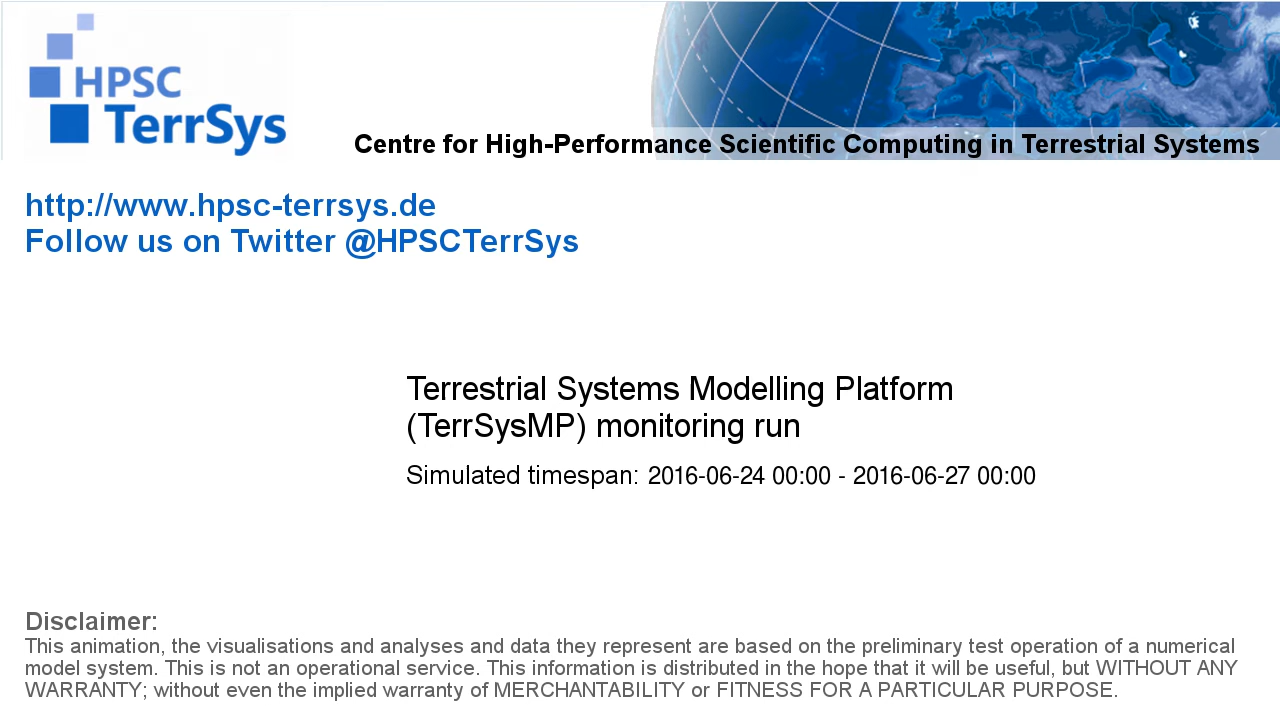 HPSC
TerrSys
Centre for High-Performance Scientific Computing in Terrestrial Systems
http://www.hpsc-terrsys.de
Follow us on Twitter @HPSCTerrSys
Terrestrial Systems Modelling Platform
(TerrSysMP) monitoring run
Simulated timespan: 2016-06-24 00:00 - 2016-06-27 00:00
Disclaimer:
This animation, the visualisations and analyses and data they represent are based on the preliminary test operation of a numerical
model system. This is not an operational service. This information is distributed in the hope that it will be useful, but WITHOUT ANY
WARRANTY; without even the implied warranty of MERCHANTABILITY or FITNESS FOR A PARTICULAR PURPOSE.